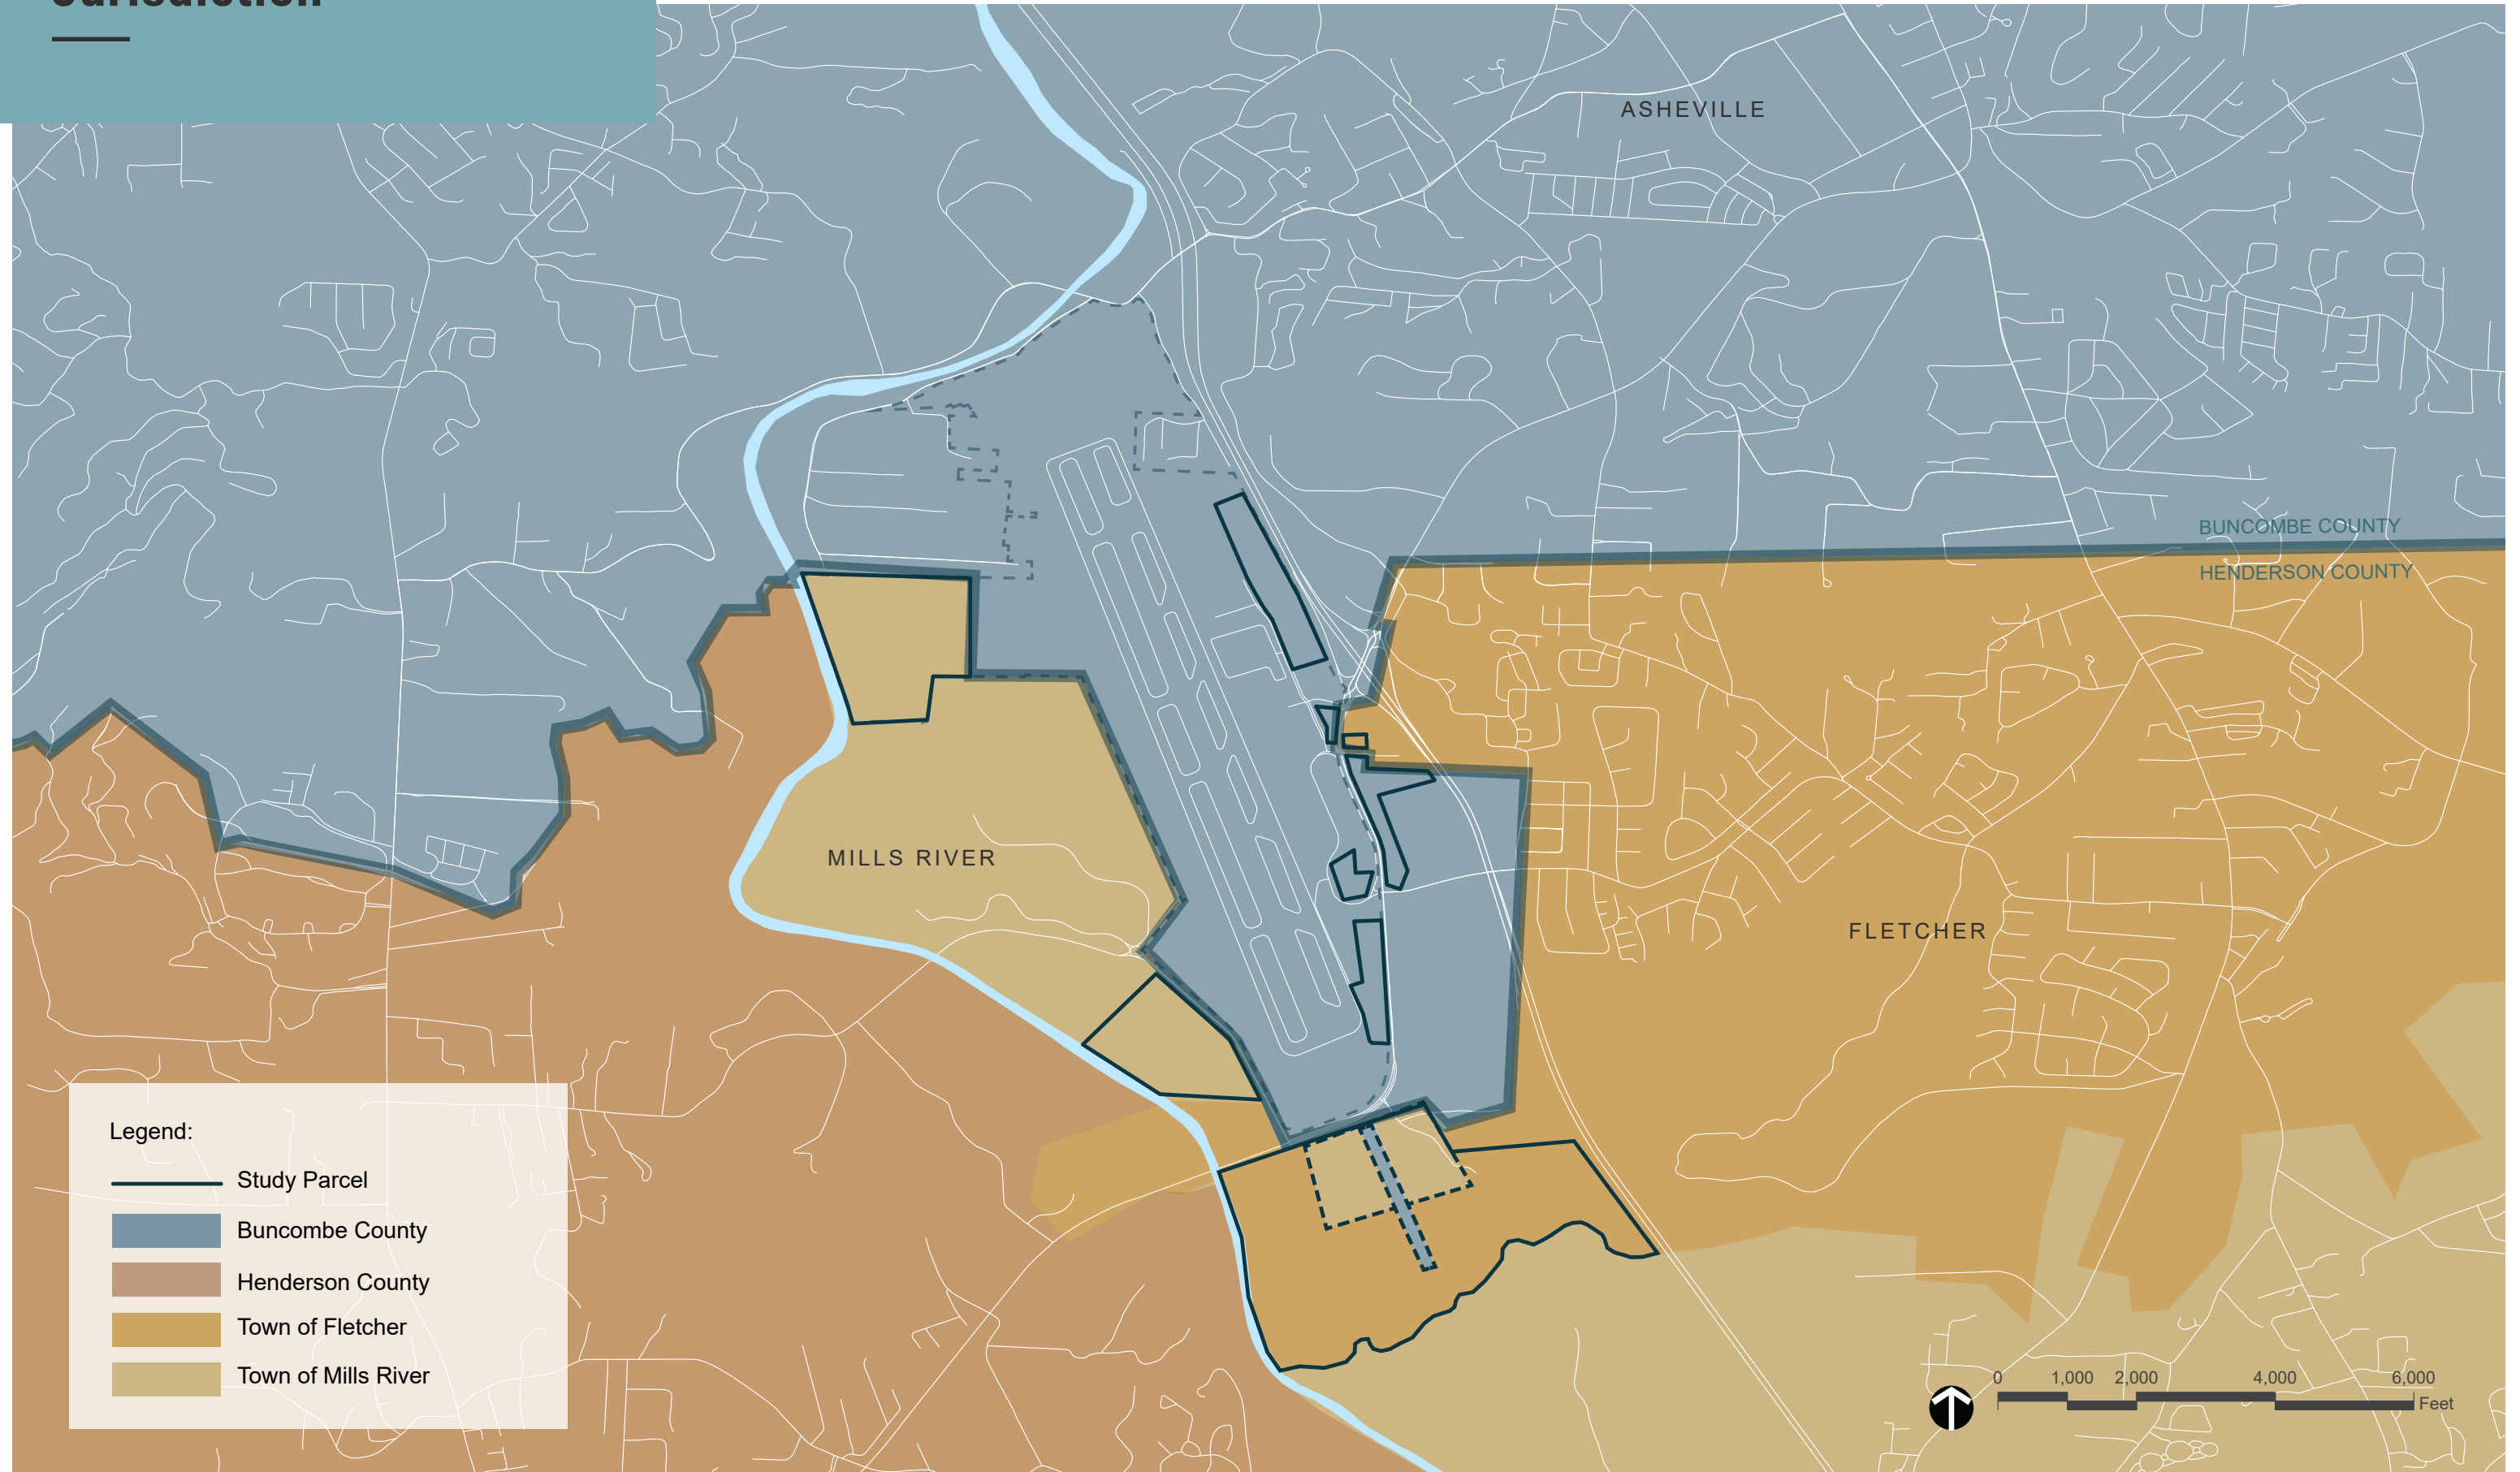 Jurisdiction
ASHEVILLE
BUNCOMBE COUNTY
HENDERSON COUNTY
MILLS RIVER
FLETCHER
Legend:
Study Parcel
Buncombe County
Henderson County
Town of Fletcher
Town of Mills River
0 1,000 2,000 4,000 6,000
Feet